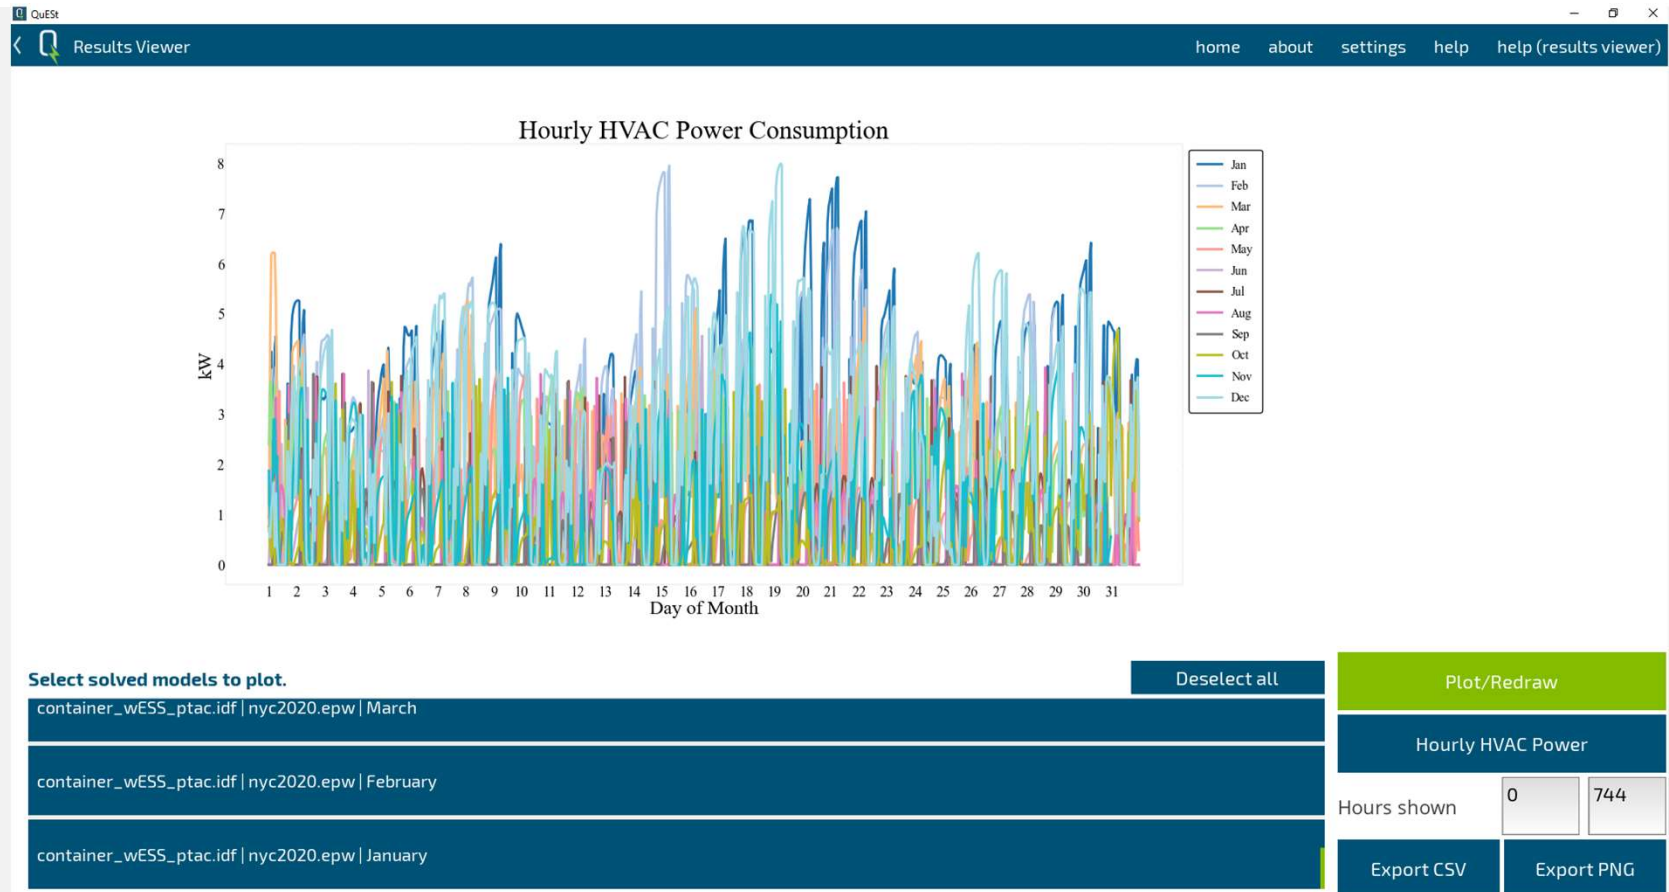 QuESt
Results Viewer
home about settings help help (results viewer)
Hourly HVAC Power Consumption
8
7
6
5
4
3
2
1
0
kW
1 2 3 4 5 6 7 8 9 10 11 12 13 14 15 16 17 18 19 20 21 22 23 24 25 26 27 28 29 30 31
Day of Month
Jan
Feb
Mar
Apr
May
Jun
Jul
Aug
Sep
Oct
Nov
Dec
Select solved models to plot.
Deselect all
container_wESS_ptac.idf | nyc2020.epw | March
container_wESS_ptac.idf | nyc2020.epw | February
container_wESS_ptac.idf | nyc2020.epw | January
Plot/Redraw
Hourly HVAC Power
Hours shown 0 744
Export CSV Export PNG